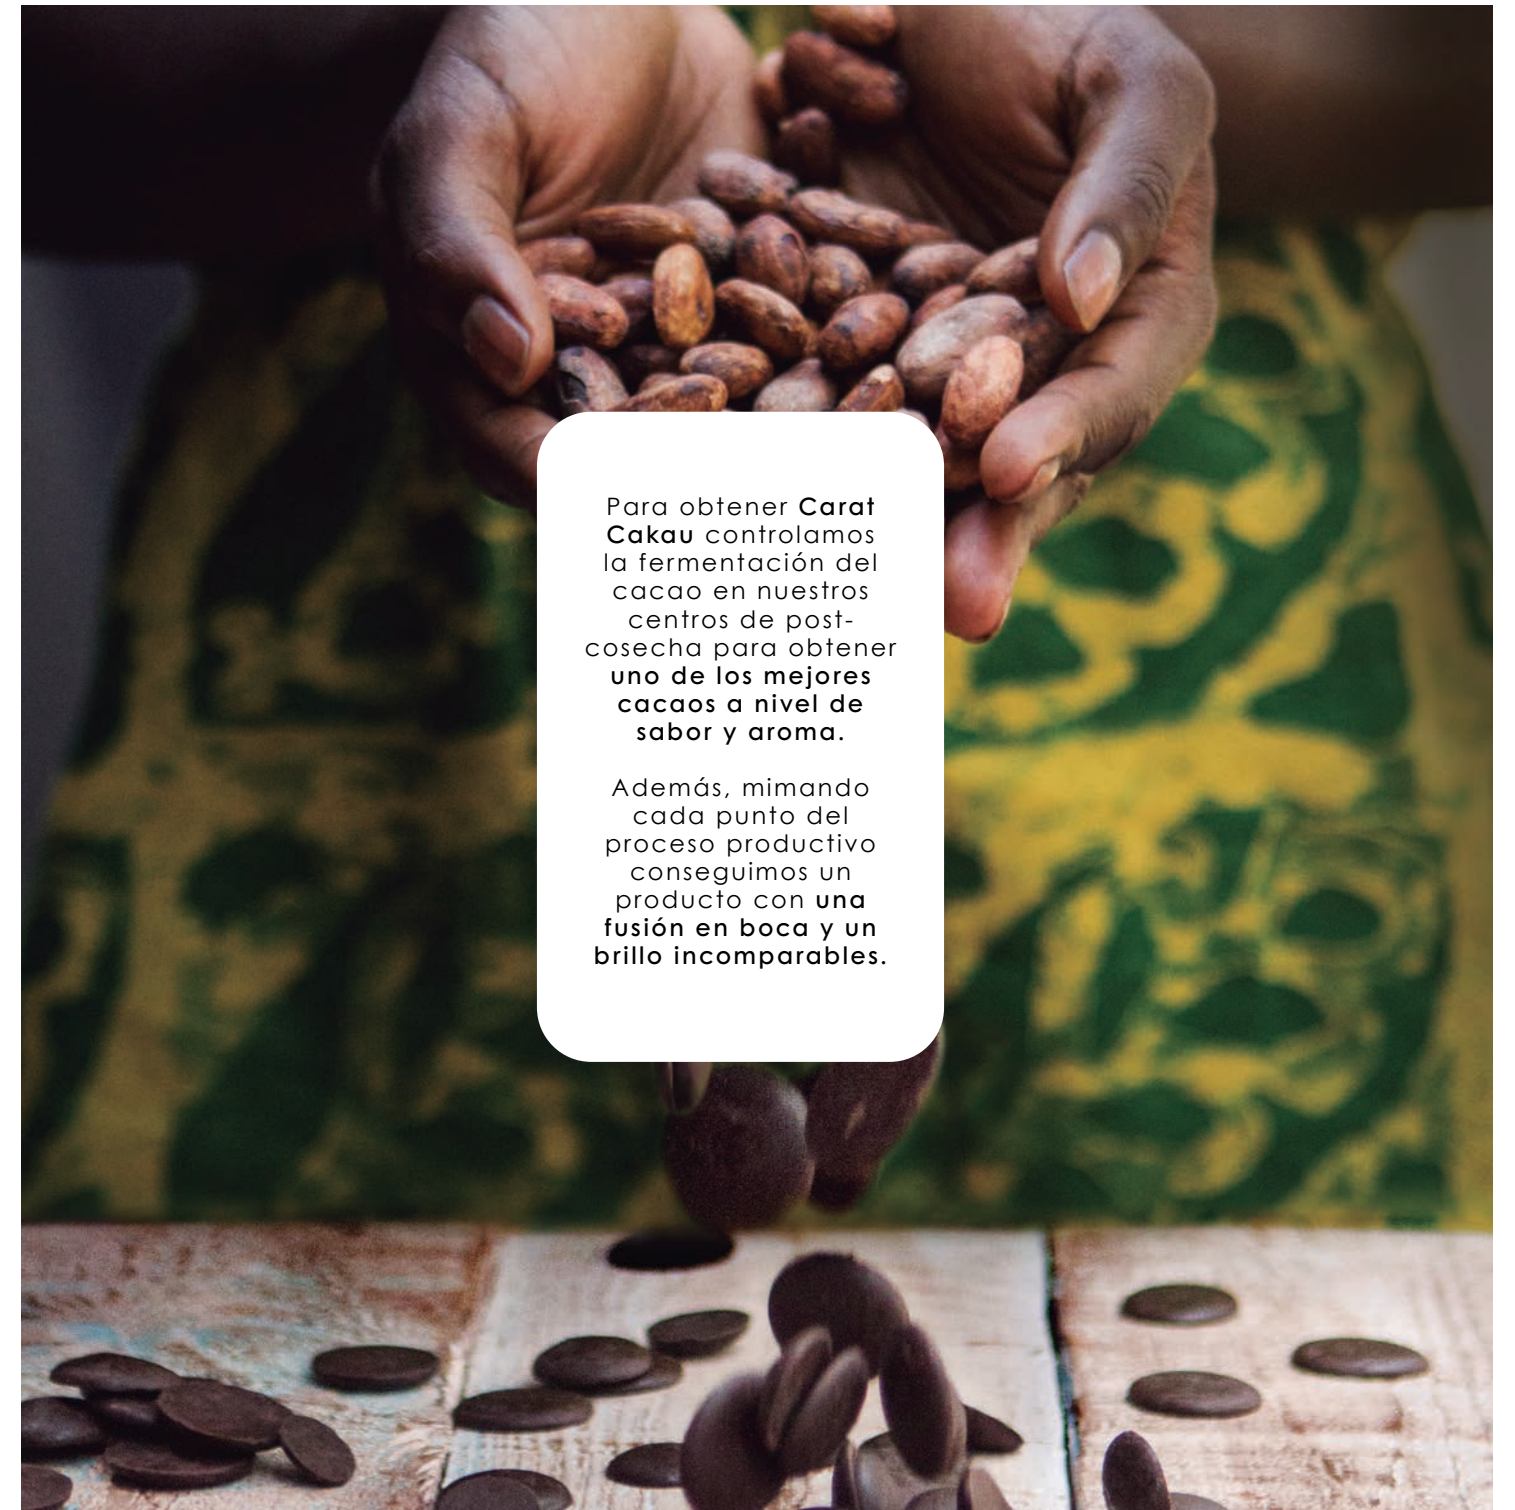 Para obtener Carat
Cakau controlamos
la fermentación del
cacao en nuestros
centros de post-
cosecha para obtener
uno de los mejores
cacaos a nivel de
sabor y aroma.
Además, mimando
cada punto del
proceso productivo
conseguimos un
producto con una
fusión en boca y un
brillo incomparables.